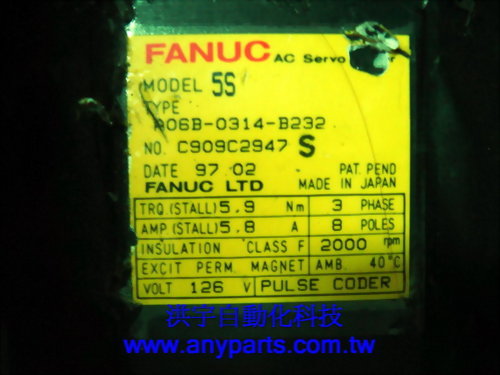 FANUC AC Servo
MODEL 5S
TYPE
A06B-0314-B232
NO. C909C2947 S
DATE 97.02 PAT. PEND
FANUC LTD MADE IN JAPAN
TRQ.(STALL) 5.9 Nm 3 PHASE
AMP.(STALL) 5.8 A 8 POLES
INSULATION CLASS F 2000 rpm
EXCIT PERM. MAGNET AMB. 40°C
VOLT 126 V PULSE CODER
洪宇自動化科技
www.anyparts.com.tw